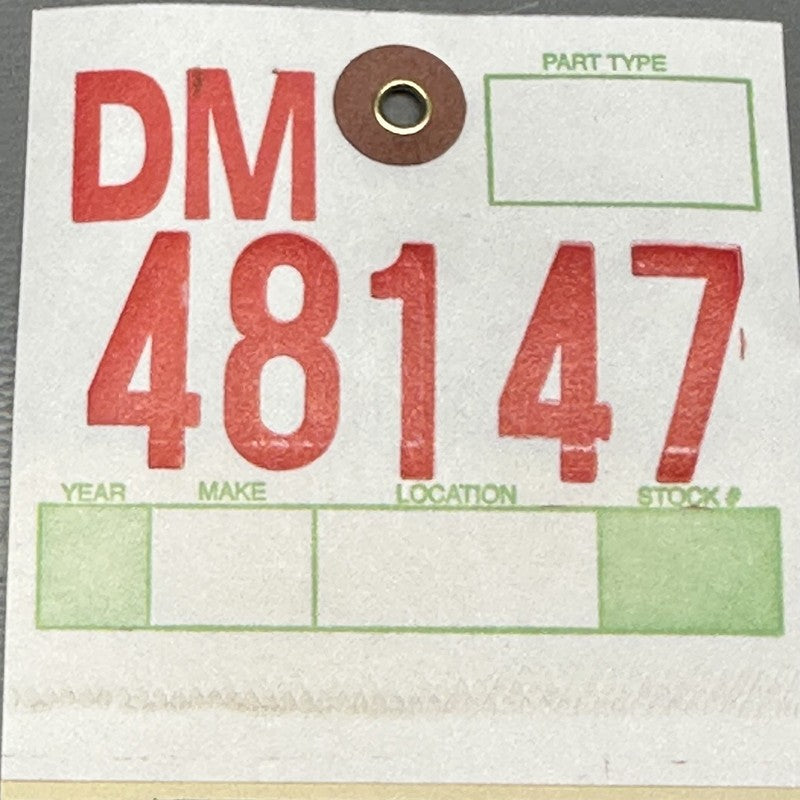 DM
PART TYPE
48147
YEAR MAKE LOCATION STOCK #